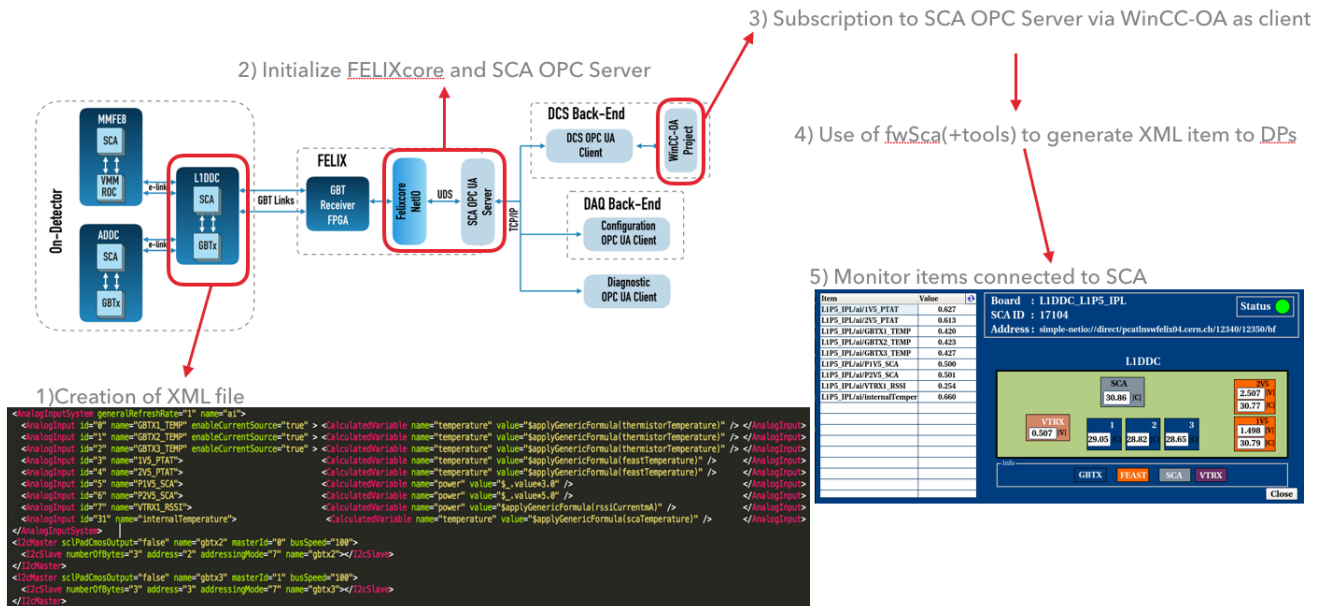 3) Subscription to SCA OPC Server via WinCC-OA as client
2) Initialize FELIXcore and SCA OPC Server
4) Use of fwSca(+tools) to generate XML item to DPs
5) Monitor items connected to SCA
On-Detector
MMFE8
SCA
VMM
ROC
e-link
ADDC
SCA
GBTx
e-link
L1DDC
SCA
GBTx
GBT Links
FELIX
GBT
Receiver
FPGA
Felixcore
NetIO
UDS
SCA OPC UA
Server
TCP/IP
DCS Back-End
DCS OPC UA
Client
WinCC-OA
Project
DAQ Back-End
Configuration
OPC UA Client
Diagnostic
OPC UA Client
1)Creation of XML file
<AnalogInputSystem generalRefreshRate="1" name="ai">
<AnalogInput id="0" name="GBTX1_TEMP" enableCurrentSource="true" > <CalculatedVariable name="temperature" value="$applyGenericFormula(thermistorTemperature)" /> </AnalogInput>
<AnalogInput id="1" name="GBTX2_TEMP" enableCurrentSource="true" > <CalculatedVariable name="temperature" value="$applyGenericFormula(thermistorTemperature)" /> </AnalogInput>
<AnalogInput id="2" name="GBTX3_TEMP" enableCurrentSource="true" > <CalculatedVariable name="temperature" value="$applyGenericFormula(thermistorTemperature)" /> </AnalogInput>
<AnalogInput id="3" name="1V5_PTAT"> <CalculatedVariable name="temperature" value="$applyGenericFormula(feastTemperature)" /> </AnalogInput>
<AnalogInput id="4" name="2V5_PTAT"> <CalculatedVariable name="temperature" value="$applyGenericFormula(feastTemperature)" /> </AnalogInput>
<AnalogInput id="5" name="P1V5_SCA"> <CalculatedVariable name="power" value="$_.value*3.0" /> </AnalogInput>
<AnalogInput id="6" name="P2V5_SCA"> <CalculatedVariable name="power" value="$_.value*5.0" /> </AnalogInput>
<AnalogInput id="7" name="VTRX1_RSSI"> <CalculatedVariable name="power" value="$applyGenericFormula(rssiCurrentmA)" /> </AnalogInput>
<AnalogInput id="31" name="internalTemperature"> <CalculatedVariable name="temperature" value="$applyGenericFormula(scaTemperature)" /> </AnalogInput>
</AnalogInputSystem>
<I2cMaster sclPadCmosOutput="false" name="gbtx2" masterId="0" busSpeed="100">
<I2cSlave numberOfBytes="3" address="2" addressingMode="7" name="gbtx2"></I2cSlave>
</I2cMaster>
<I2cMaster sclPadCmosOutput="false" name="gbtx3" masterId="1" busSpeed="100">
<I2cSlave numberOfBytes="3" address="3" addressingMode="7" name="gbtx3"></I2cSlave>
</I2cMaster>
Item Value
L1P5_IPL/ai/1V5_PTAT 0.627
L1P5_IPL/ai/2V5_PTAT 0.613
L1P5_IPL/ai/GBTX1_TEMP 0.420
L1P5_IPL/ai/GBTX2_TEMP 0.423
L1P5_IPL/ai/GBTX3_TEMP 0.427
L1P5_IPL/ai/P1V5_SCA 0.500
L1P5_IPL/ai/P2V5_SCA 0.501
L1P5_IPL/ai/VTRX1_RSSI 0.254
L1P5_IPL/ai/internalTemper 0.660
Board : L1DDC_L1P5_IPL
SCA ID : 17104
Address : simple-netio://direct/pcatlnswfelix04.cern.ch/12340/12350/bf
Status
L1DDC
SCA
30.86 [C]
VTRX
0.507 [V]
1 2 3
29.05 [C] 28.82 [C] 28.65 [C]
2V5
2.507 [V]
30.77 [C]
1V5
1.498 [V]
30.79 [C]
Info
GBTX FEAST SCA VTRX
Close